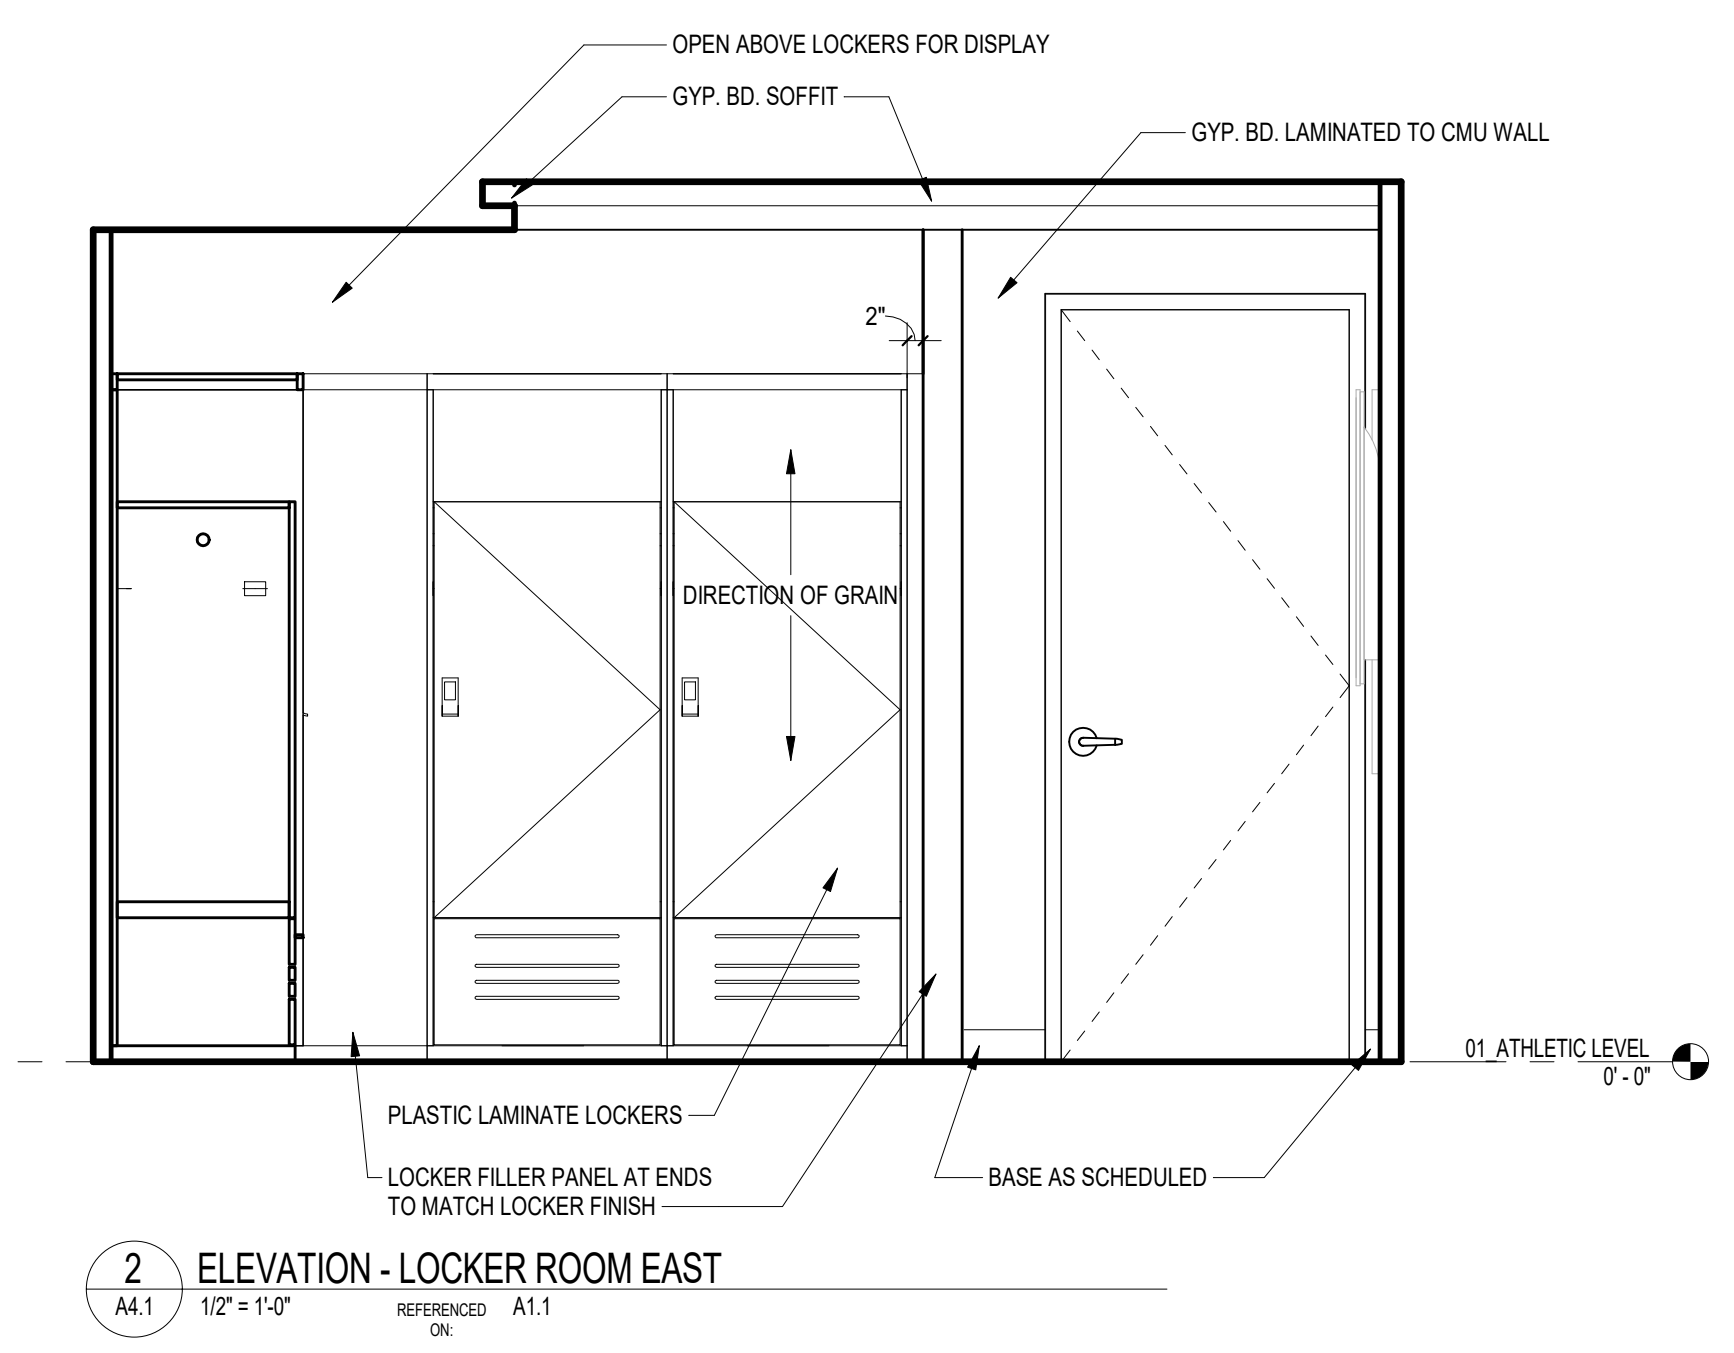 OPEN ABOVE LOCKERS FOR DISPLAY
GYP. BD. SOFFIT
GYP. BD. LAMINATED TO CMU WALL
2"
DIRECTION OF GRAIN
01_ATHLETIC LEVEL
0' - 0"
PLASTIC LAMINATE LOCKERS
LOCKER FILLER PANEL AT ENDS
TO MATCH LOCKER FINISH
BASE AS SCHEDULED
2
ELEVATION - LOCKER ROOM EAST
A4.1
1/2" = 1'-0"
REFERENCED
ON:
A1.1